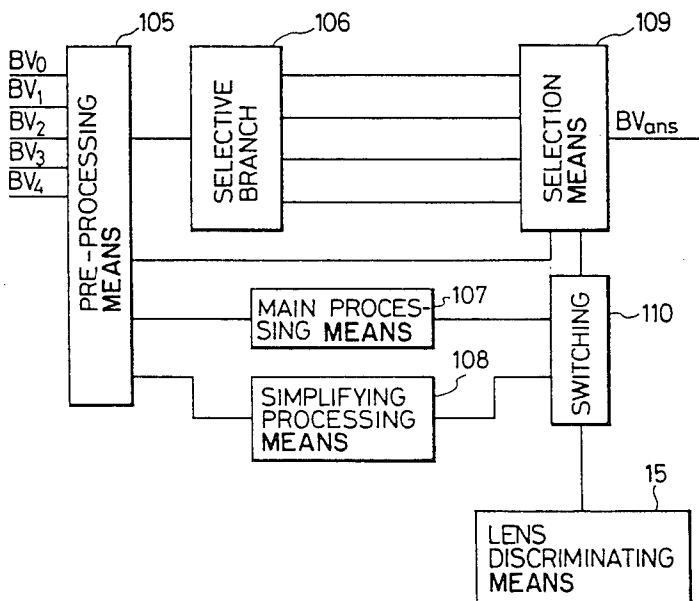 105
106
109
BV0
BV1
BV2
BV3
BV4
PRE-PROCESSING
MEANS
SELECTIVE
BRANCH
SELECTION
MEANS
BVans
MAIN PROCES-
SING MEANS
107
SIMPLIFYING
PROCESSING
MEANS
108
SWITCHING
110
15
LENS
DISCRIMINATING
MEANS